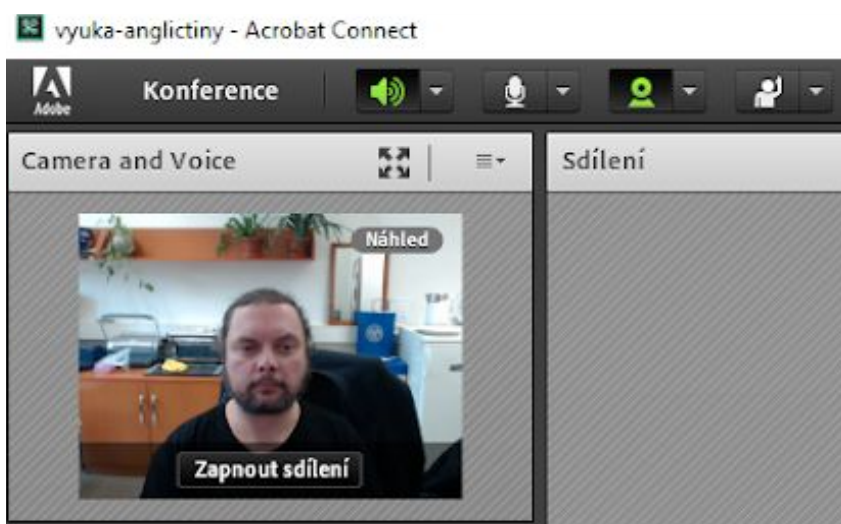 vyuka-anglictiny - Acrobat Connect
Adobe
Konference
Camera and Voice
Sdílení
Náhled
Zapnout sdílení